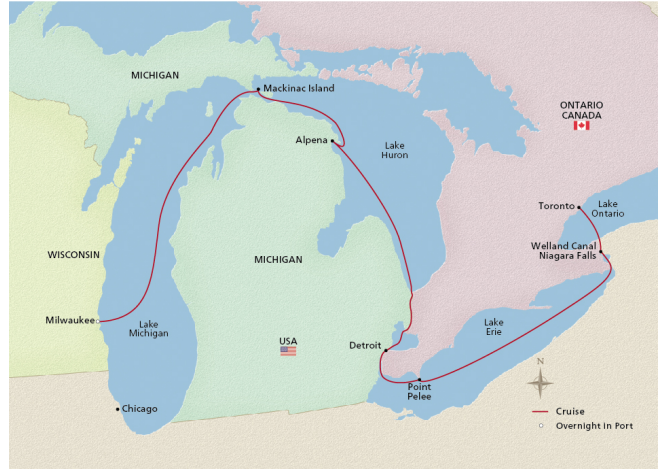 MICHIGAN
Mackinac Island
ONTARIO
CANADA
Alpena
Lake
Huron
Toronto
Lake
Ontario
Welland Canal
Niagara Falls
WISCONSIN
MICHIGAN
Milwaukee
Lake
Michigan
USA
Detroit
Lake
Erie
Point
Pelee
N
Chicago
Cruise
Overnight In Port